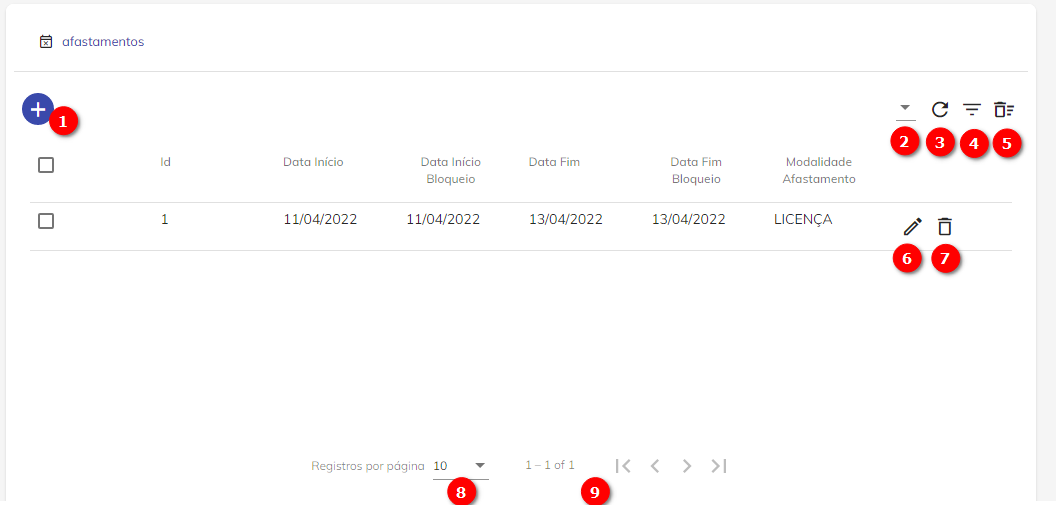 afastamentos
1
2 3 4 5
Id Data Início Data Início Bloqueio Data Fim Data Fim Bloqueio Modalidade Afastamento
1 11/04/2022 11/04/2022 13/04/2022 13/04/2022 LICENÇA
6 7
Registros por página 10 1 – 1 of 1
8 9